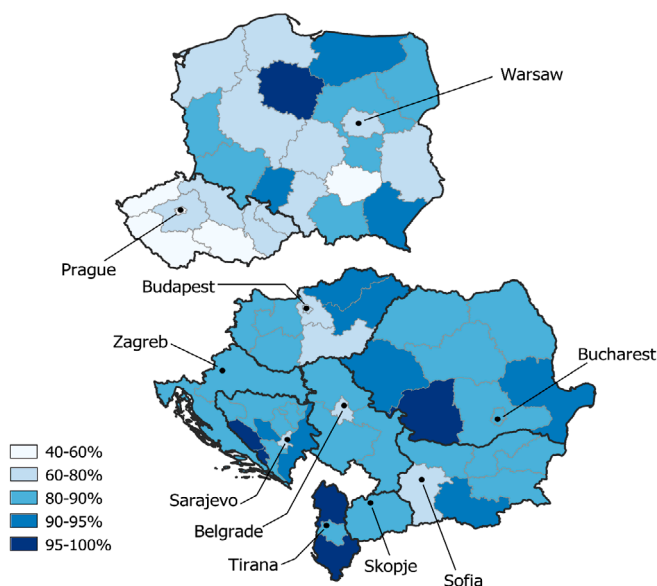 Warsaw
Prague
Budapest
Zagreb
Bucharest
40-60%
60-80%
80-90%
90-95%
95-100%
Sarajevo
Belgrade
Tirana
Skopje
Sofia